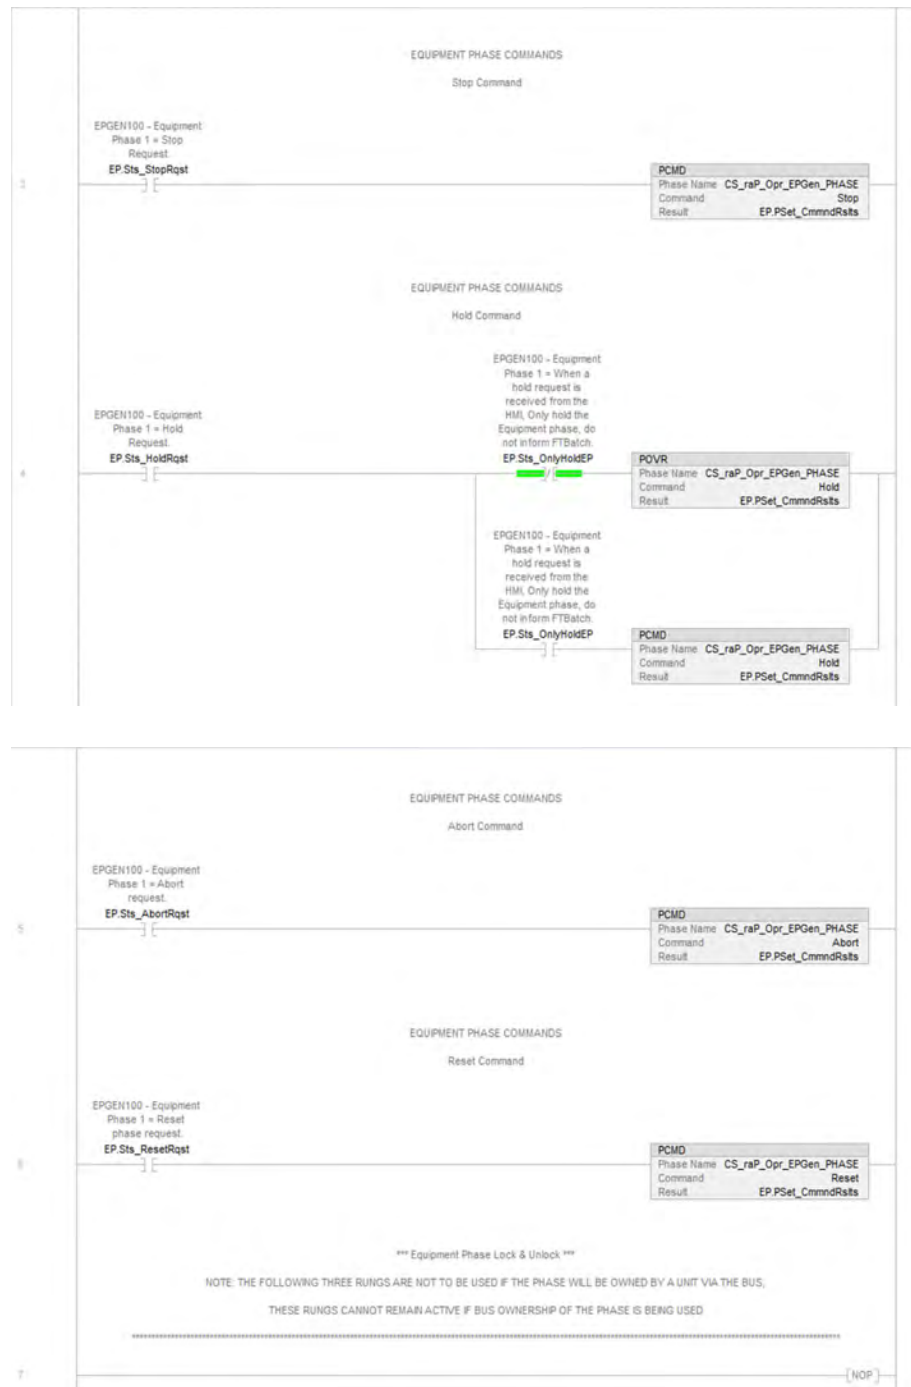 EQUIPMENT PHASE COMMANDS
Stop Command
EPGEN100 - Equipment
Phase 1 = Stop
Request.
EP.Sts_StopRqst
3
PCMD
Phase Name CS_raP_Opr_EPGen_PHASE
Command Stop
Result EP.PSet_CmmndRslts
EQUIPMENT PHASE COMMANDS
Hold Command
EPGEN100 - Equipment
Phase 1 = Hold
Request.
EP.Sts_HoldRqst
4
EPGEN100 - Equipment
Phase 1 = When a
hold request is
received from the
HMI, Only hold the
Equipment phase, do
not inform FTBatch.
EP.Sts_OnlyHoldEP
POVR
Phase Name CS_raP_Opr_EPGen_PHASE
Command Hold
Result EP.PSet_CmmndRslts
EPGEN100 - Equipment
Phase 1 = When a
hold request is
received from the
HMI, Only hold the
Equipment phase, do
not inform FTBatch.
EP.Sts_OnlyHoldEP
PCMD
Phase Name CS_raP_Opr_EPGen_PHASE
Command Hold
Result EP.PSet_CmmndRslts
EQUIPMENT PHASE COMMANDS
Abort Command
EPGEN100 - Equipment
Phase 1 = Abort
request.
EP.Sts_AbortRqst
5
PCMD
Phase Name CS_raP_Opr_EPGen_PHASE
Command Abort
Result EP.PSet_CmmndRslts
EQUIPMENT PHASE COMMANDS
Reset Command
EPGEN100 - Equipment
Phase 1 = Reset
phase request.
EP.Sts_ResetRqst
6
PCMD
Phase Name CS_raP_Opr_EPGen_PHASE
Command Reset
Result EP.PSet_CmmndRslts
*** Equipment Phase Lock & Unlock ***
NOTE: THE FOLLOWING THREE RUNGS ARE NOT TO BE USED IF THE PHASE WILL BE OWNED BY A UNIT VIA THE BUS,
THESE RUNGS CANNOT REMAIN ACTIVE IF BUS OWNERSHIP OF THE PHASE IS BEING USED
7
NOP